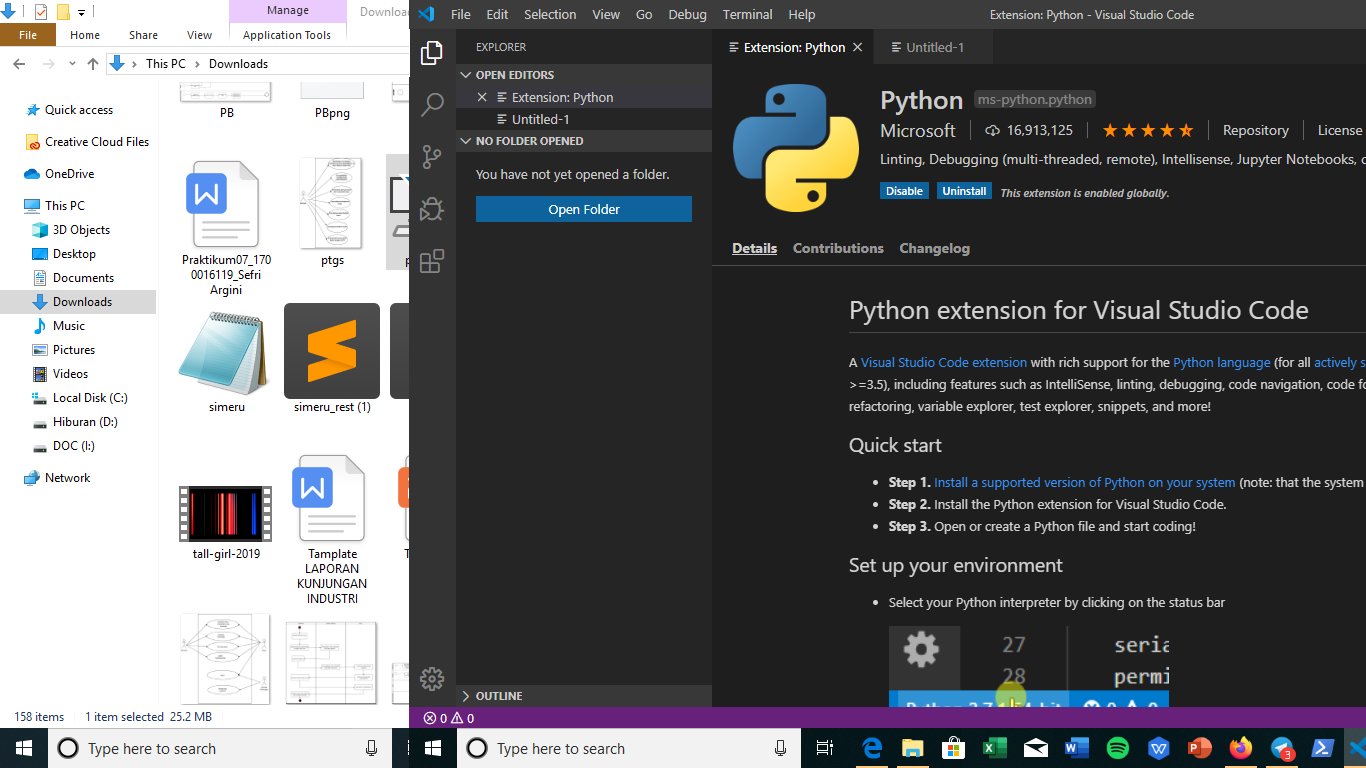 Manage
Downloa
File
Home
Share
View
Application Tools
This PC
Downloads
Quick access
Creative Cloud Files
OneDrive
This PC
3D Objects
Desktop
Documents
Downloads
Music
Pictures
Videos
Local Disk (C:)
Hiburan (D:)
DOC (I:)
Network
PB
PBpng
Praktikum07_170
0016119_Sefri
Argini
ptgs
simeru
simeru_rest (1)
tall-girl-2019
Tamplate
LAPORAN
KUNJUNGAN
INDUSTRI
158 items
1 item selected 25.2 MB
Type here to search
File Edit Selection View Go Debug Terminal Help
Extension: Python - Visual Studio Code
EXPLORER
OPEN EDITORS
Extension: Python
Untitled-1
NO FOLDER OPENED
You have not yet opened a folder.
Open Folder
OUTLINE
Extension: Python
Untitled-1
Python
ms-python.python
Microsoft
16,913,125
Repository
License
Linting, Debugging (multi-threaded, remote), Intellisense, Jupyter Notebooks, c
Disable
Uninstall
This extension is enabled globally.
Details
Contributions
Changelog
Python extension for Visual Studio Code
A Visual Studio Code extension with rich support for the Python language (for all actively s
>=3.5), including features such as IntelliSense, linting, debugging, code navigation, code fo
refactoring, variable explorer, test explorer, snippets, and more!
Quick start
Step 1. Install a supported version of Python on your system (note: that the system
Step 2. Install the Python extension for Visual Studio Code.
Step 3. Open or create a Python file and start coding!
Set up your environment
Select your Python interpreter by clicking on the status bar
27 seria
28 permi
0 0
Type here to search
3